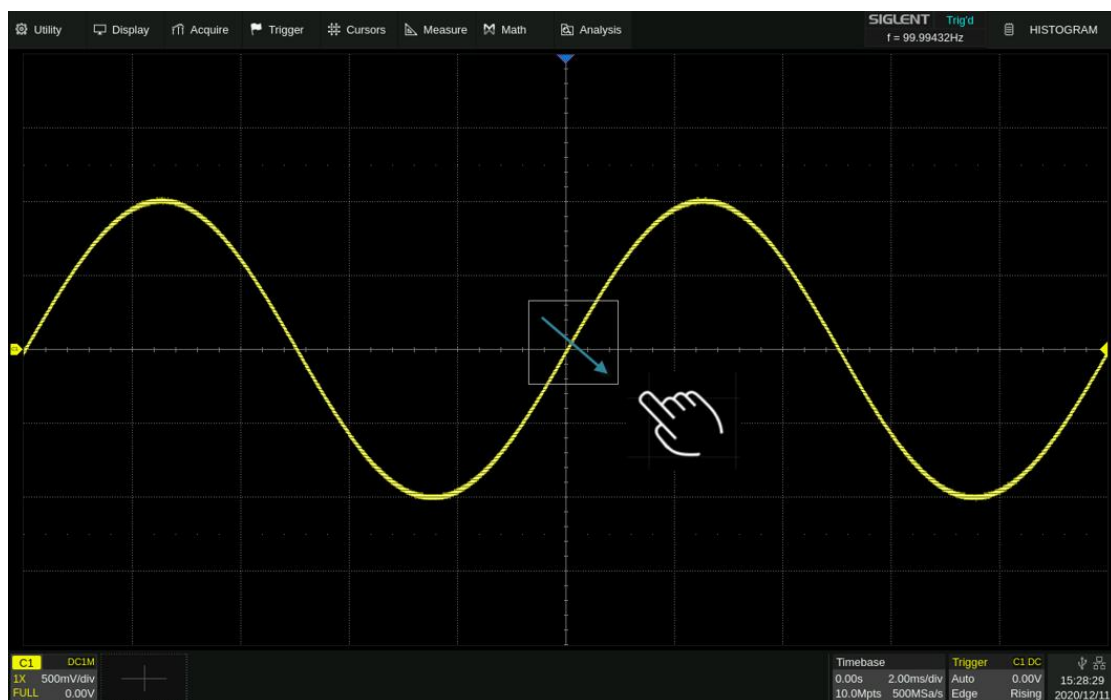 Utility Display Acquire Trigger Cursors Measure Math Analysis SIGLENT Trig'd HISTOGRAM
f = 99.99432Hz
C1 DC1M
1X 500mV/div
FULL 0.00V
Timebase
0.00s 2.00ms/div
10.0Mpts 500MSa/s
Trigger C1 DC
Auto 0.00V
Edge Rising
15:28:29
2020/12/11